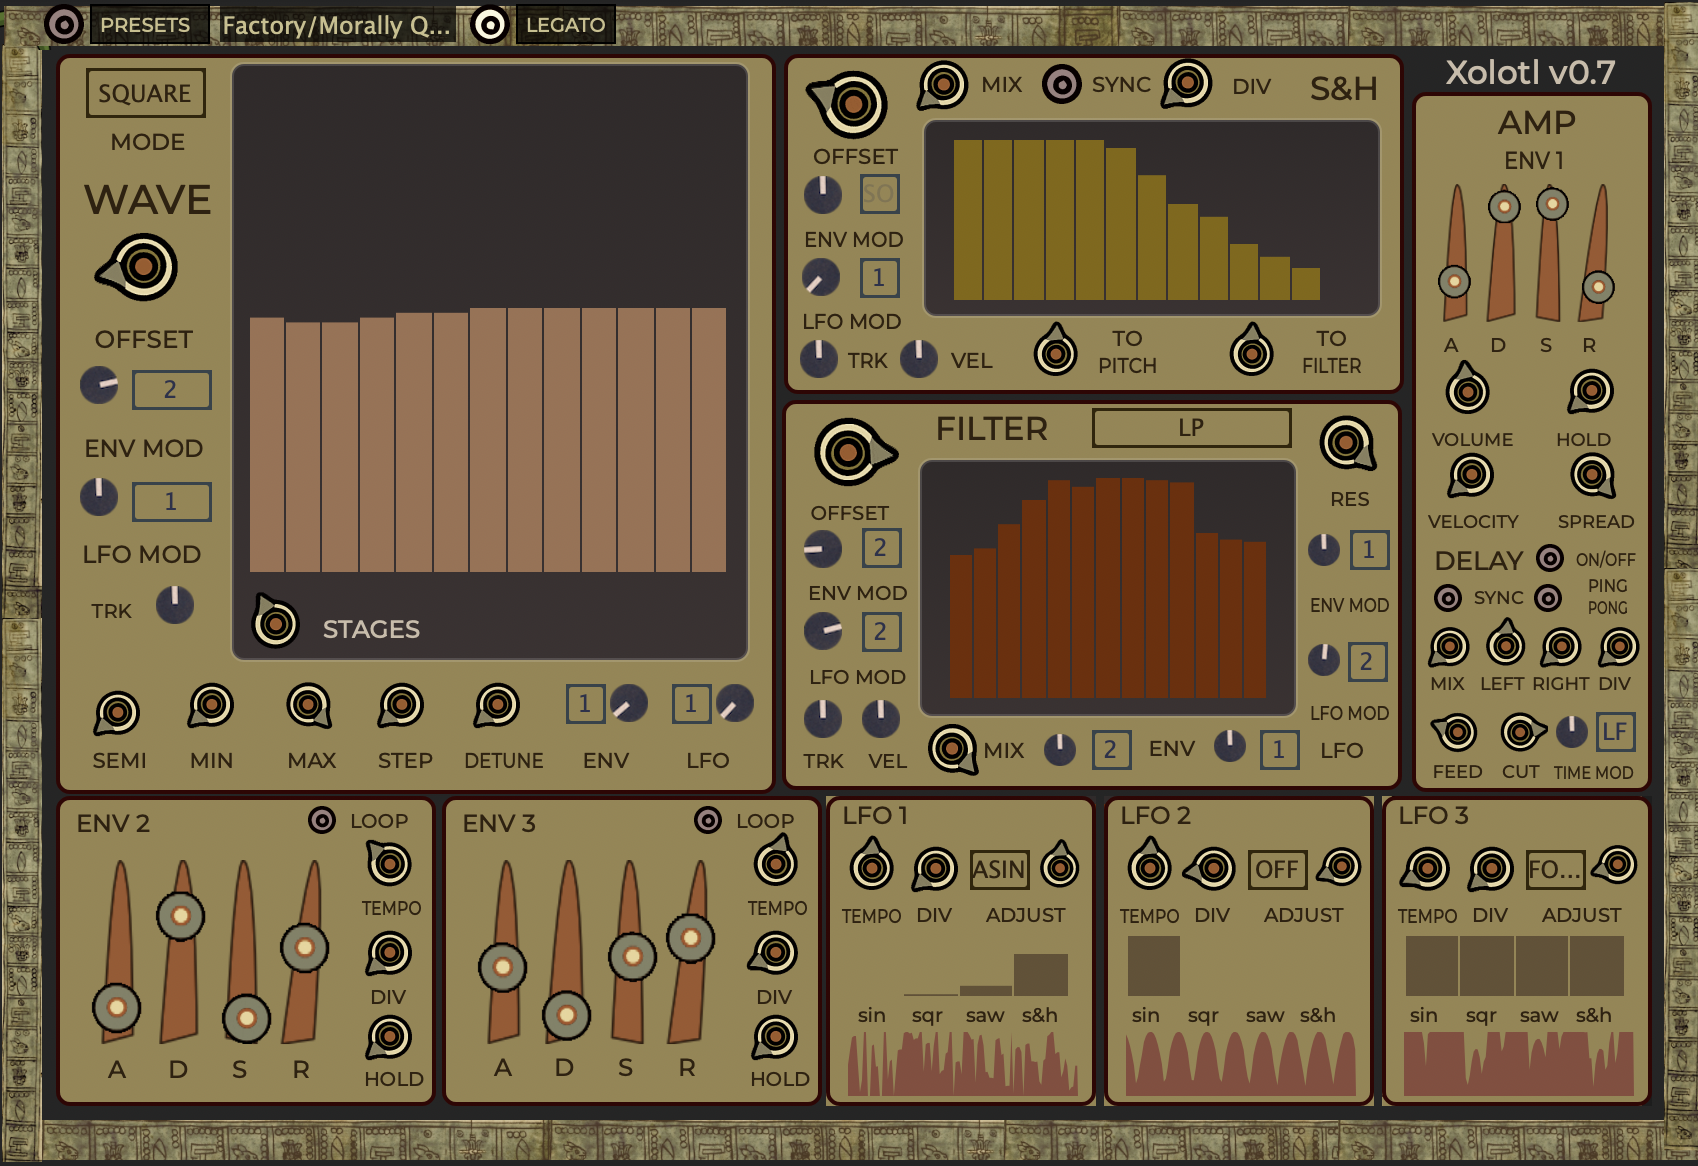 PRESETS
Factory/Morally Q...
LEGATO
SQUARE
MODE
WAVE
OFFSET
2
ENV MOD
1
LFO MOD
TRK
STAGES
SEMI
MIN
MAX
STEP
DETUNE
1
ENV
1
LFO
MIX
SYNC
DIV
S&H
OFFSET
SO
ENV MOD
1
LFO MOD
TRK
VEL
TO
PITCH
TO
FILTER
FILTER
LP
OFFSET
2
ENV MOD
2
LFO MOD
TRK
VEL
RES
1
ENV MOD
2
LFO MOD
MIX
2
ENV
1
LFO
Xolotl v0.7
AMP
ENV 1
A D S R
VOLUME
HOLD
VELOCITY
SPREAD
DELAY
ON/OFF
SYNC
PING
PONG
MIX
LEFT
RIGHT
DIV
FEED
CUT
LF
TIME MOD
ENV 2
LOOP
TEMPO
DIV
HOLD
A D S R
ENV 3
LOOP
TEMPO
DIV
HOLD
A D S R
LFO 1
ASIN
TEMPO
DIV
ADJUST
sin sqr saw s&h
LFO 2
OFF
TEMPO
DIV
ADJUST
sin sqr saw s&h
LFO 3
FO...
TEMPO
DIV
ADJUST
sin sqr saw s&h